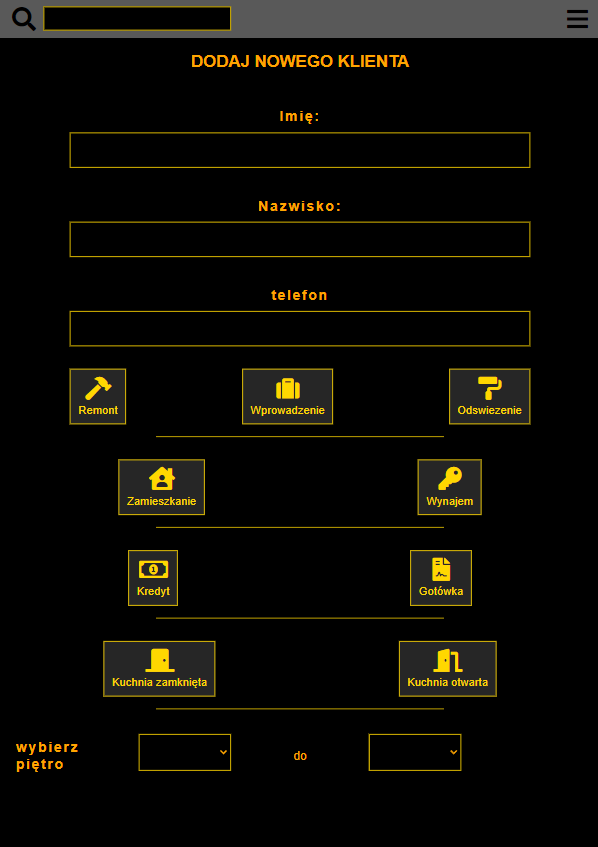 DODAJ NOWEGO KLIENTA
Imię:
Nazwisko:
telefon
Remont
Wprowadzenie
Odswiezenie
Zamieszkanie
Wynajem
1
Kredyt
Gotówka
Kuchnia zamknięta
Kuchnia otwarta
wybierz
piętro
do